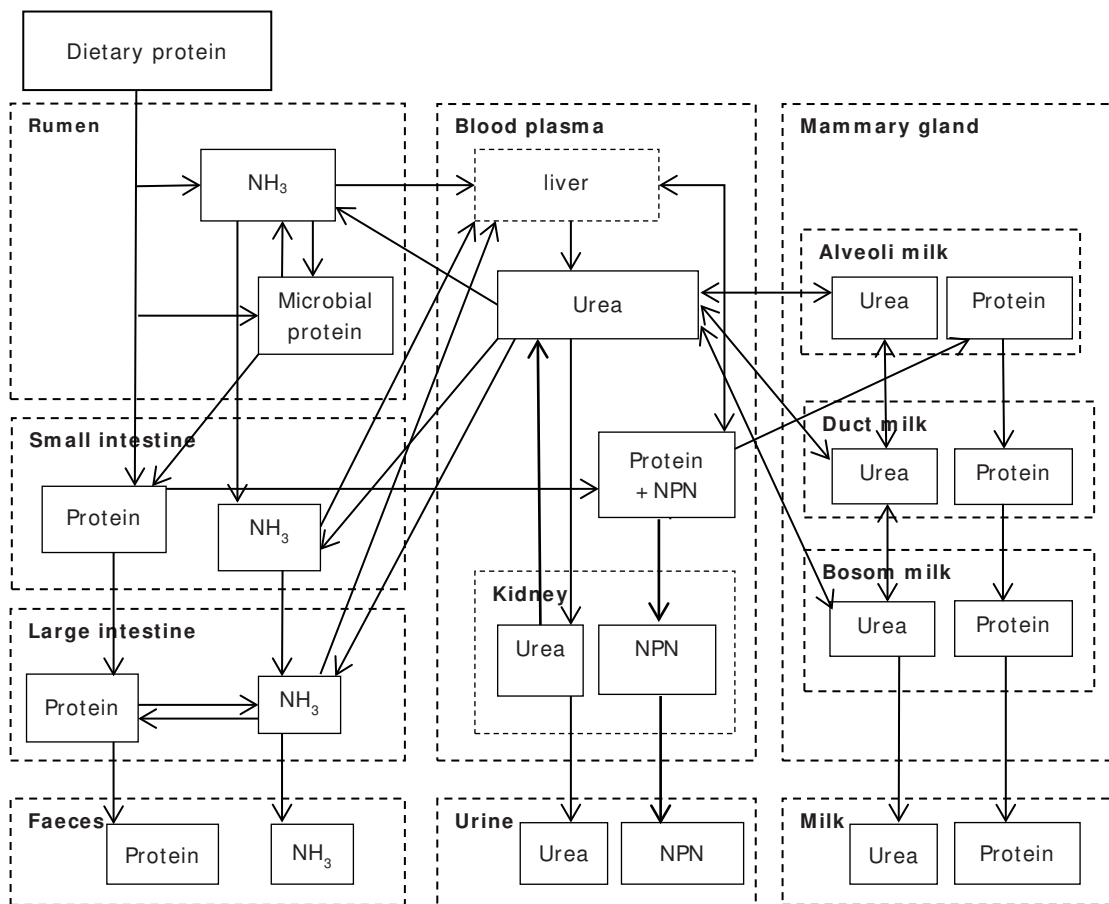 Dietary protein
Rumen
NH₃
Microbial
protein
Small intestine
Protein
NH₃
Large intestine
Protein
NH₃
Faeces
Protein
NH₃
Blood plasma
liver
Urea
Protein
+ NPN
Kidney
Urea
NPN
Urine
Urea
NPN
Mammary gland
Alveoli milk
Urea
Protein
Duct milk
Urea
Protein
Bosom milk
Urea
Protein
Milk
Urea
Protein